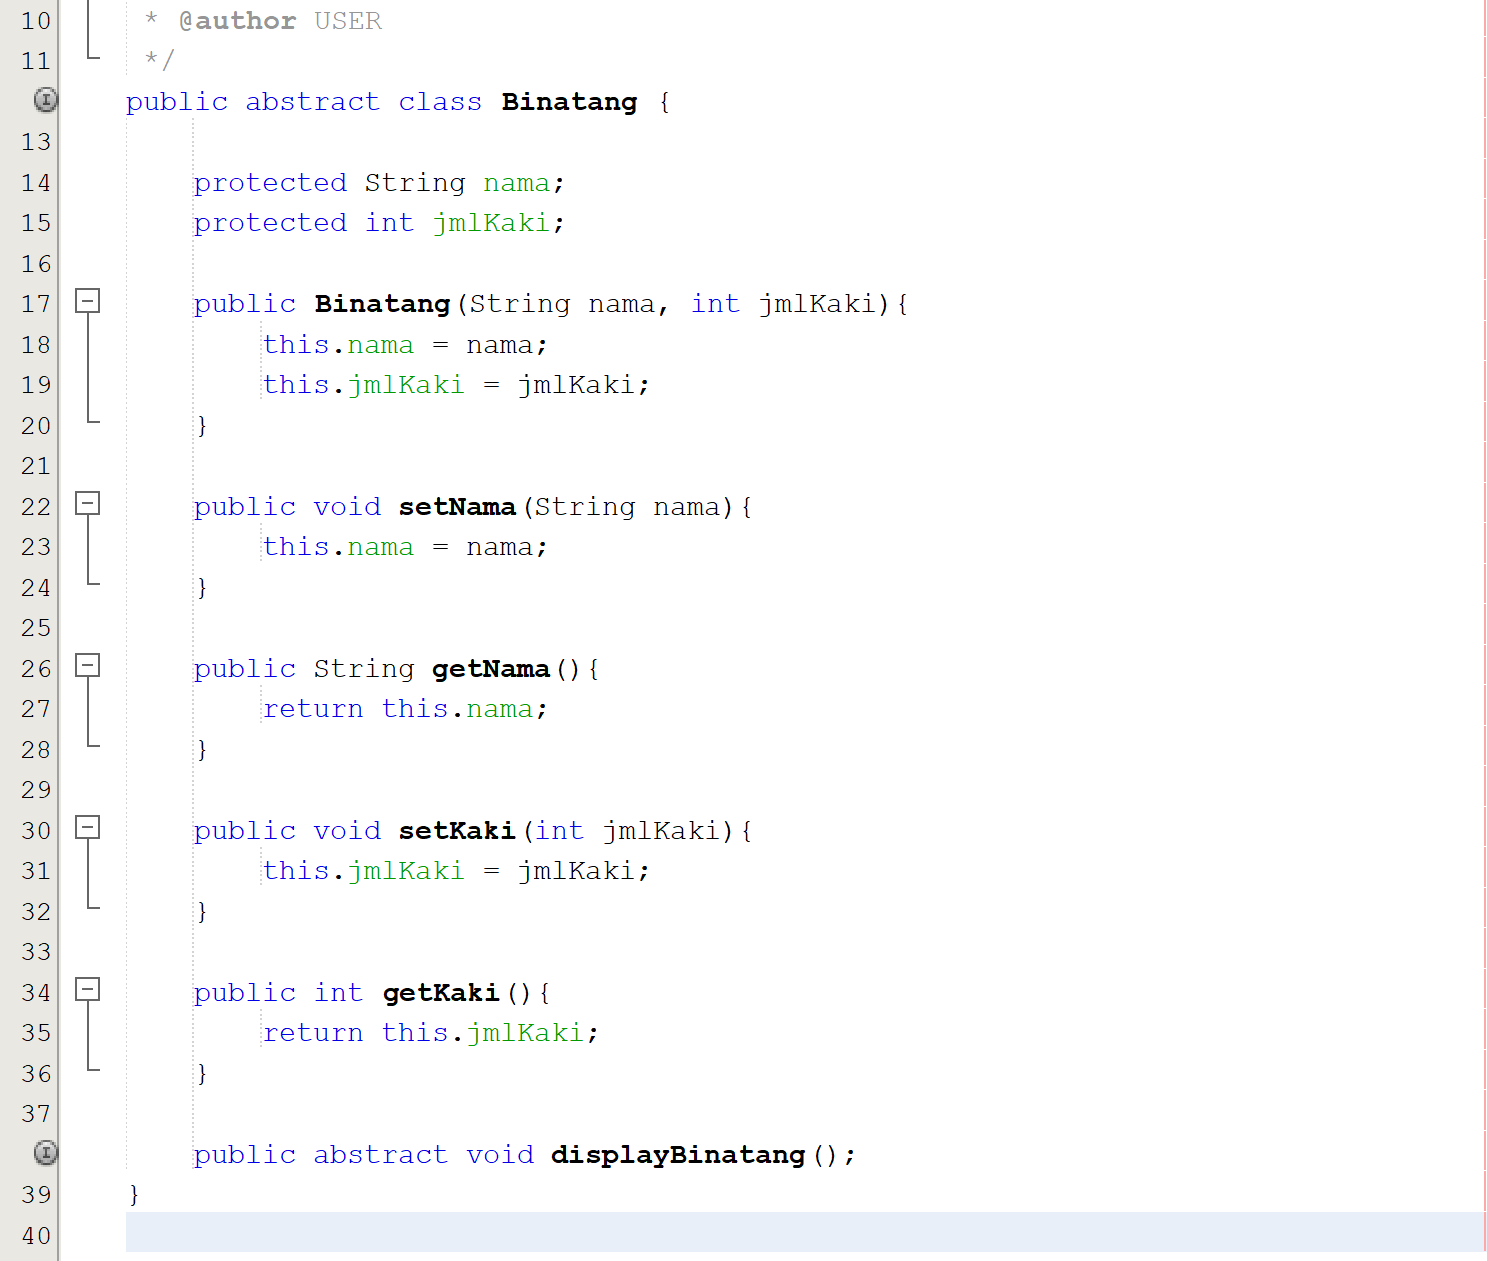 10 * @author USER
11 */
public abstract class Binatang {
13
14 protected String nama;
15 protected int jmlKaki;
16
17 public Binatang(String nama, int jmlKaki){
18 this.nama = nama;
19 this.jmlKaki = jmlKaki;
20 }
21
22 public void setNama(String nama){
23 this.nama = nama;
24 }
25
26 public String getNama(){
27 return this.nama;
28 }
29
30 public void setKaki(int jmlKaki){
31 this.jmlKaki = jmlKaki;
32 }
33
34 public int getKaki(){
35 return this.jmlKaki;
36 }
37
public abstract void displayBinatang();
39 }
40